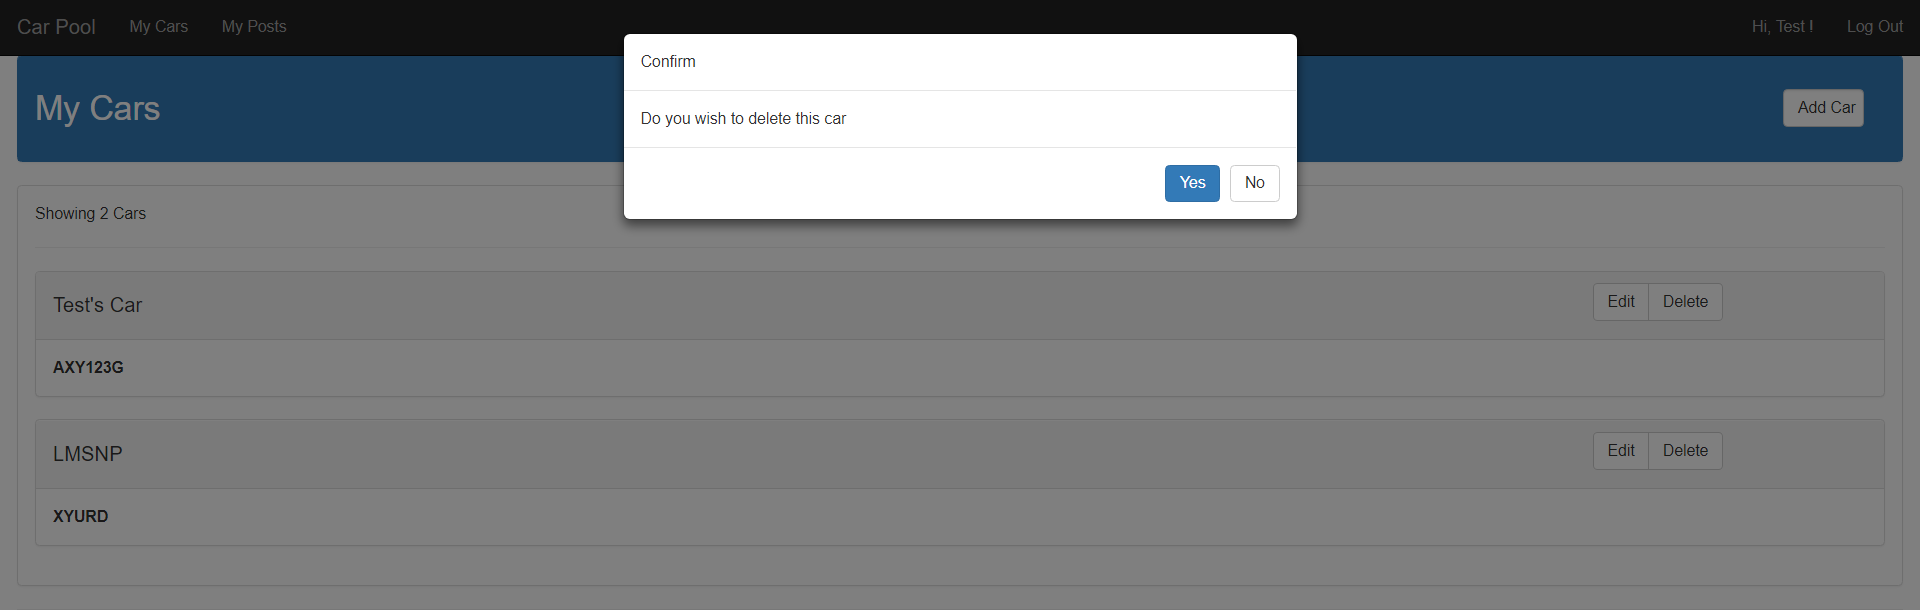 Car Pool My Cars My Posts Hi, Test ! Log Out
Confirm
My Cars Add Car
Do you wish to delete this car
Yes No
Showing 2 Cars
Test's Car Edit Delete
AXY123G
LMSNP Edit Delete
XYURD